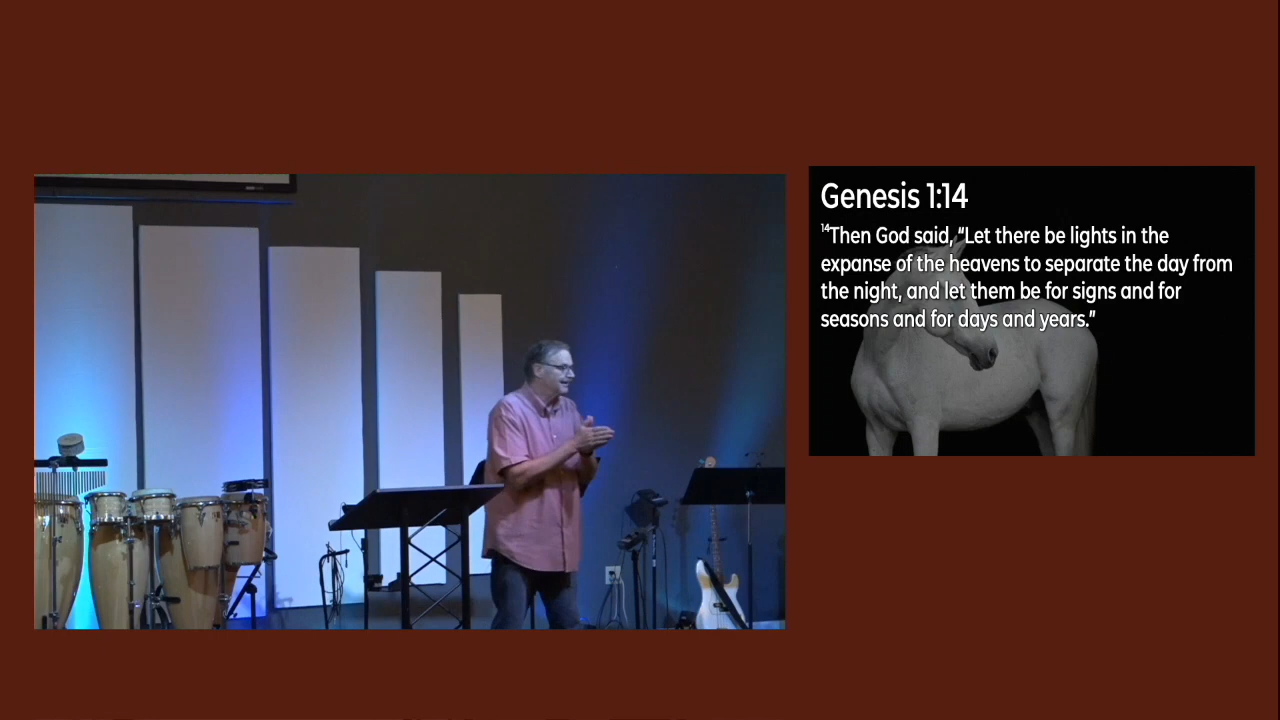 Genesis 1:14
14Then God said, “Let there be lights in the
expanse of the heavens to separate the day from
the night, and let them be for signs and for
seasons and for days and years.”